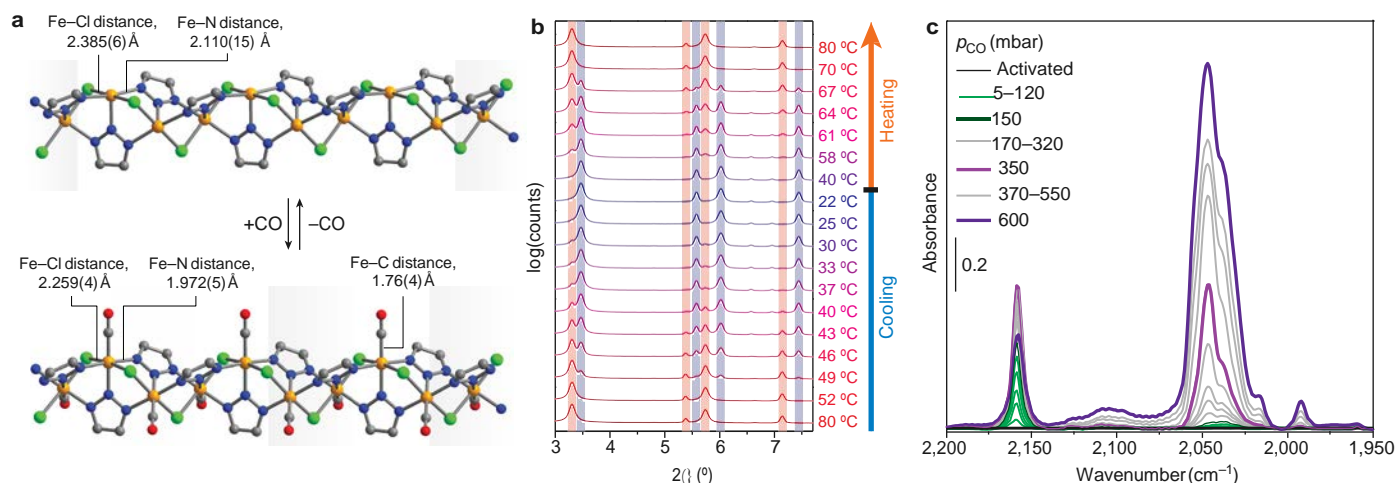 a
Fe–Cl distance,
2.385(6) Å
Fe–N distance,
2.110(15) Å
+CO
–CO
Fe–Cl distance,
2.259(4) Å
Fe–N distance,
1.972(5) Å
Fe–C distance,
1.76(4) Å
b
log(counts)
80 ºC
70 ºC
67 ºC
64 ºC
61 ºC
58 ºC
40 ºC
22 ºC
25 ºC
30 ºC
33 ºC
37 ºC
40 ºC
43 ºC
46 ºC
49 ºC
52 ºC
80 ºC
Heating
Cooling
3 4 5 6 7
2 (º)
c
pCO (mbar)
Activated
5–120
150
170–320
350
370–550
600
Absorbance
0.2
2,200 2,150 2,100 2,050 2,000 1,950
Wavenumber (cm⁻¹)